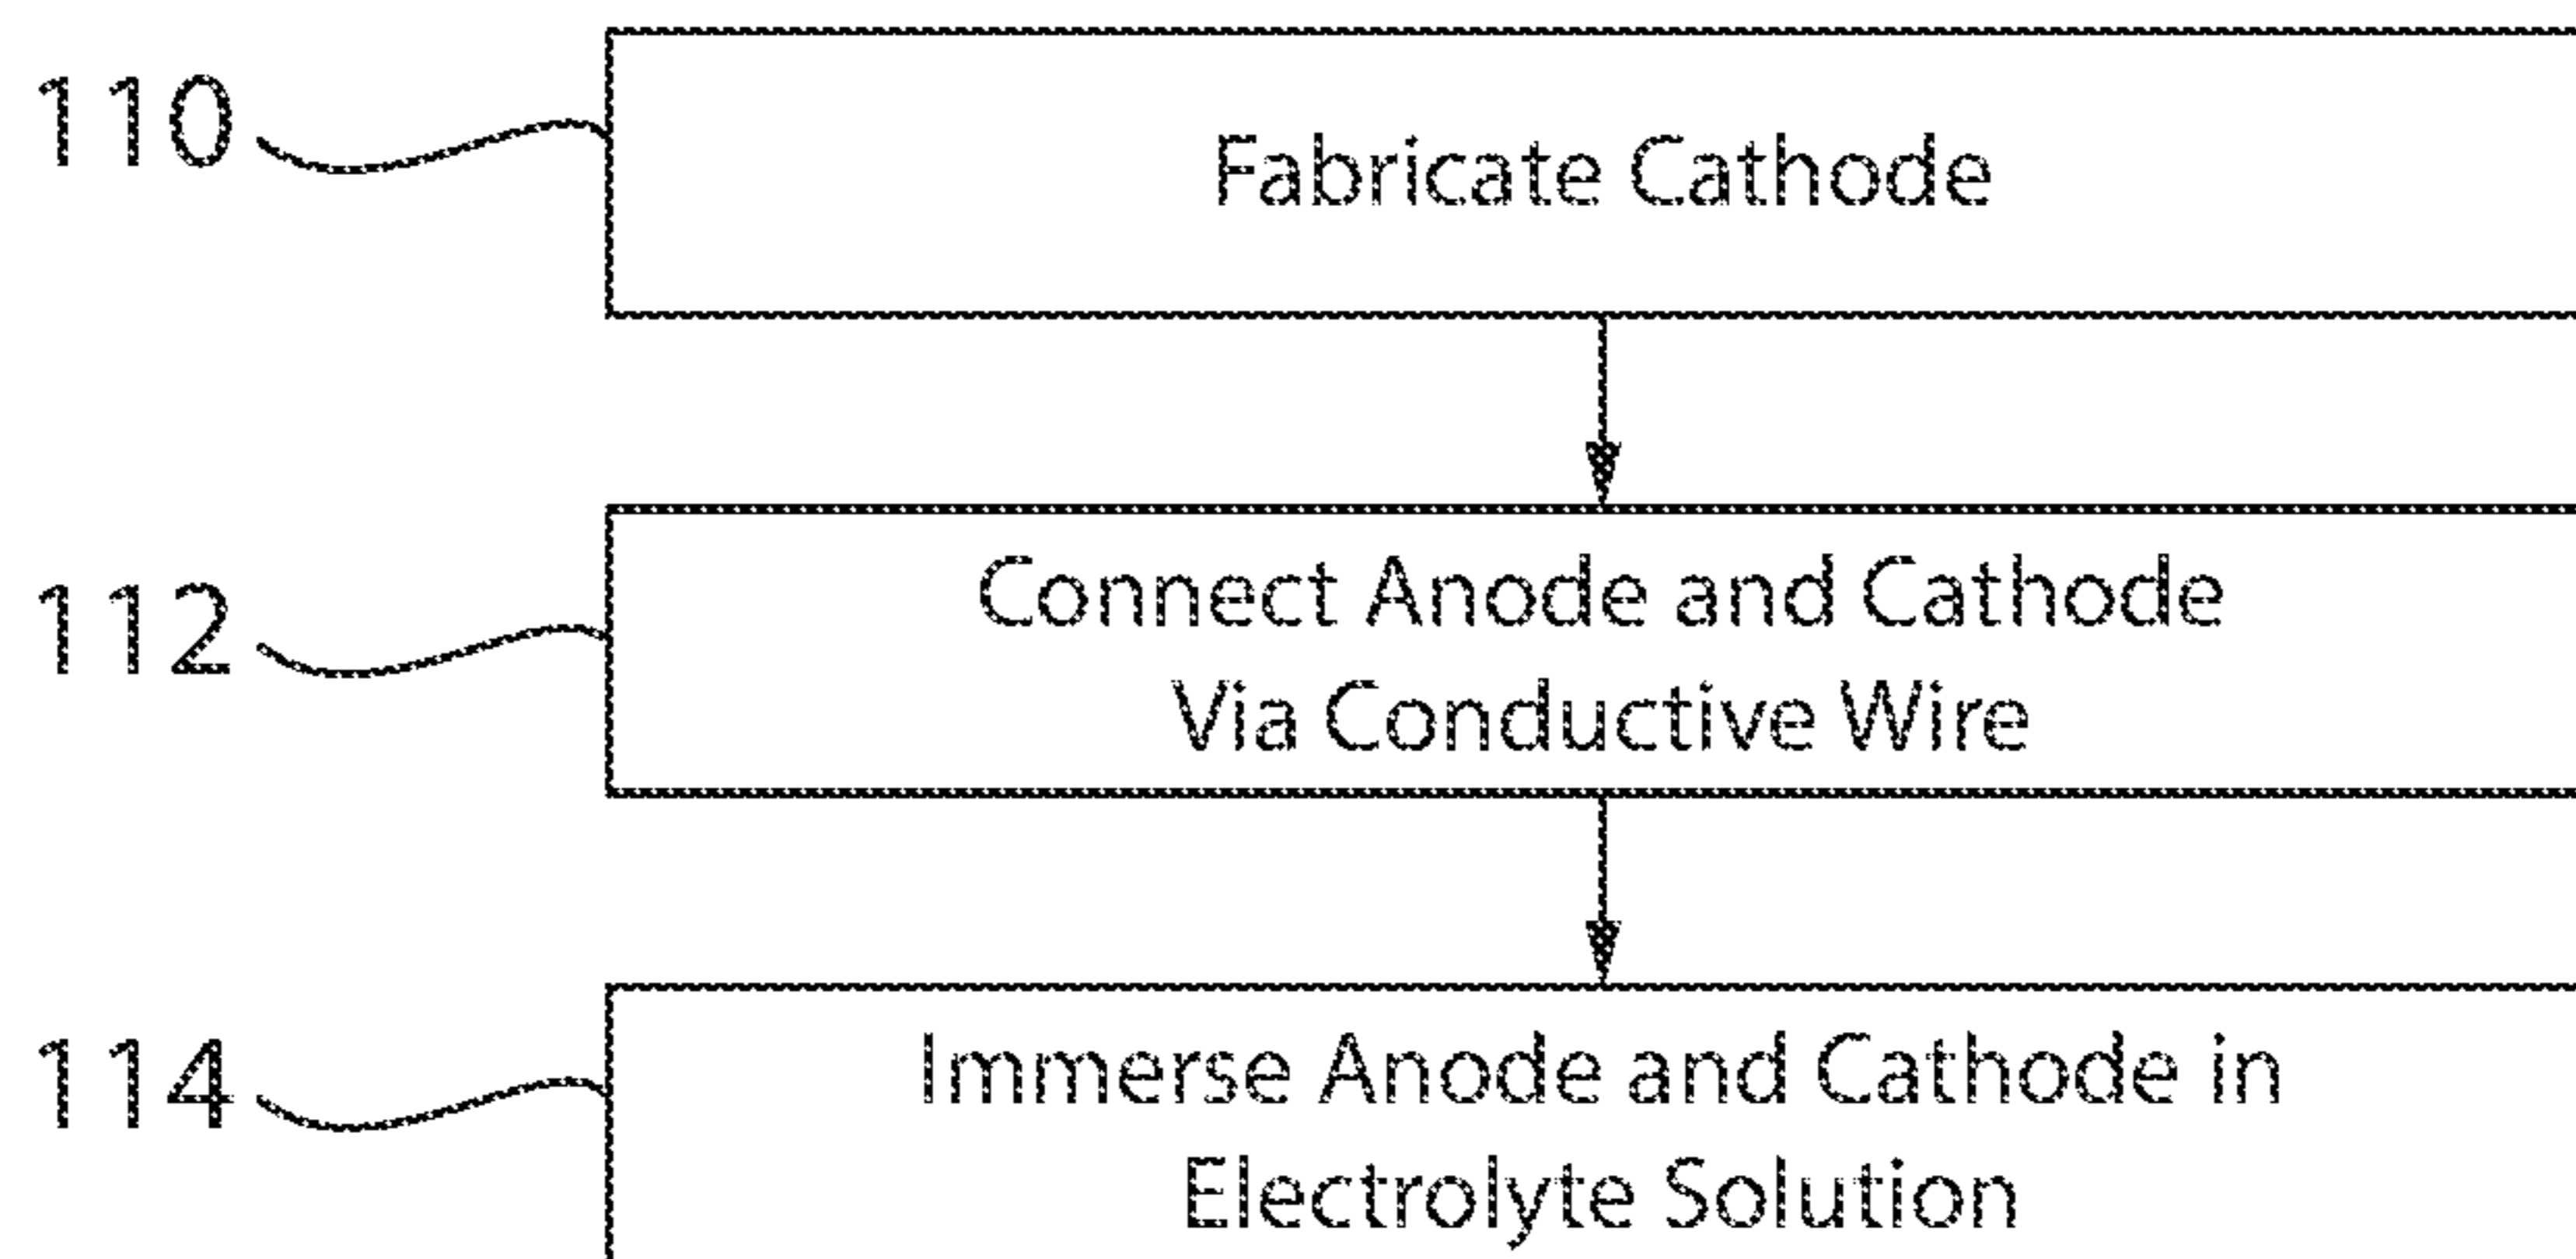 110
Fabricate Cathode
112
Connect Anode and Cathode
Via Conductive Wire
114
Immerse Anode and Cathode in
Electrolyte Solution